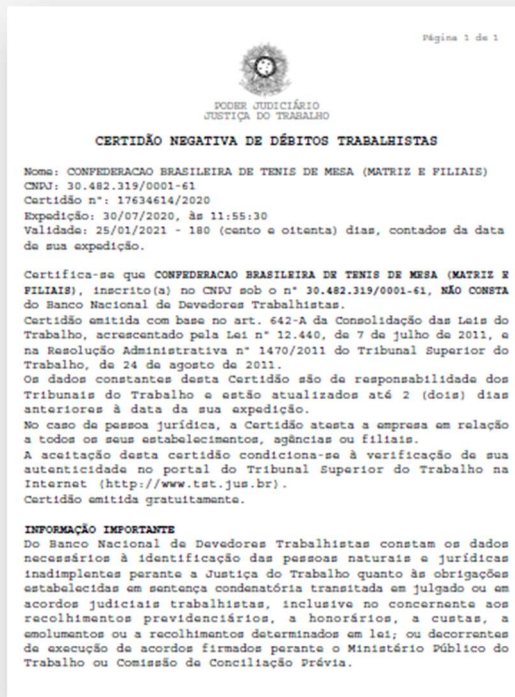 Página 1 de 1
PODER JUDICIÁRIO
JUSTIÇA DO TRABALHO
CERTIDÃO NEGATIVA DE DÉBITOS TRABALHISTAS
Nome: CONFEDERACAO BRASILEIRA DE TENIS DE MESA (MATRIZ E FILIAIS)
CNPJ: 30.482.319/0001-61
Certidão n°: 17634614/2020
Expedição: 30/07/2020, às 11:55:30
Validade: 25/01/2021 - 180 (cento e oitenta) dias, contados da data
de sua expedição.
Certifica-se que CONFEDERACAO BRASILEIRA DE TENIS DE MESA (MATRIZ E
FILIAIS), inscrito(a) no CNPJ sob o n° 30.482.319/0001-61, NÃO CONSTA
do Banco Nacional de Devedores Trabalhistas.
Certidão emitida com base no art. 642-A da Consolidação das Leis do
Trabalho, acrescentado pela Lei n° 12.440, de 7 de julho de 2011, e
na Resolução Administrativa n° 1470/2011 do Tribunal Superior do
Trabalho, de 24 de agosto de 2011.
Os dados constantes desta Certidão são de responsabilidade dos
Tribunais do Trabalho e estão atualizados até 2 (dois) dias
anteriores à data da sua expedição.
No caso de pessoa jurídica, a Certidão atesta a empresa em relação
a todos os seus estabelecimentos, agências ou filiais.
A aceitação desta certidão condiciona-se à verificação de sua
autenticidade no portal do Tribunal Superior do Trabalho na
Internet (http://www.tst.jus.br).
Certidão emitida gratuitamente.
INFORMAÇÃO IMPORTANTE
Do Banco Nacional de Devedores Trabalhistas constam os dados
necessários à identificação das pessoas naturais e jurídicas
inadimplentes perante a Justiça do Trabalho quanto às obrigações
estabelecidas em sentença condenatória transitada em julgado ou em
acordos judiciais trabalhistas, inclusive no concernente aos
recolhimentos previdenciários, a honorários, a custas, a
emolumentos ou a recolhimentos determinados em lei; ou decorrentes
de execução de acordos firmados perante o Ministério Público do
Trabalho ou Comissão de Conciliação Prévia.